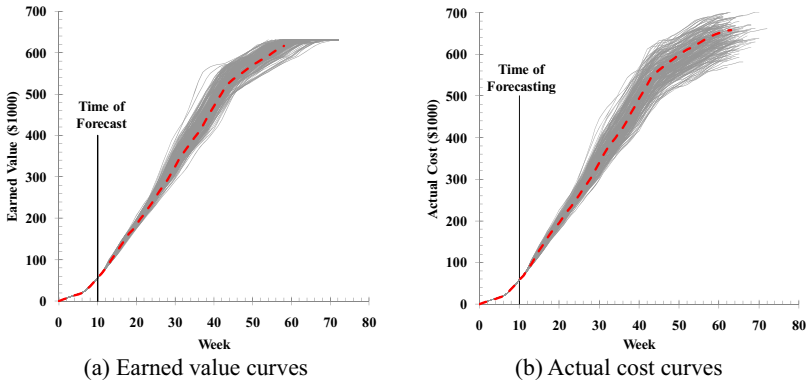 700
600
500
400
300
200
100
0
Earned Value ($1000)
Time of
Forecast
0 10 20 30 40 50 60 70 80
Week
(a) Earned value curves
700
600
500
400
300
200
100
0
Actual Cost ($1000)
Time of
Forecasting
0 10 20 30 40 50 60 70 80
Week
(b) Actual cost curves